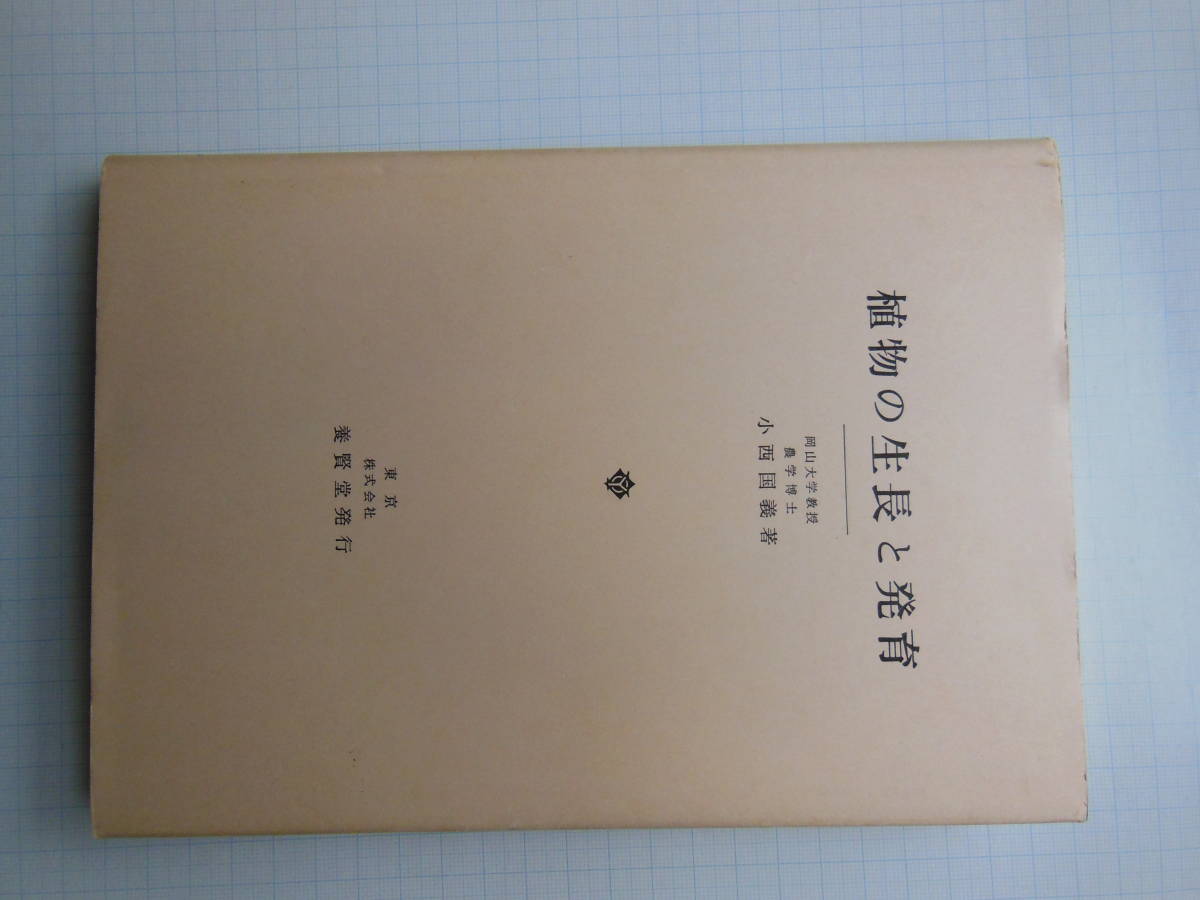 植物の生長と発育
岡山大学教授
農学博士
小西国義著
東京
株式会社
養賢堂発行